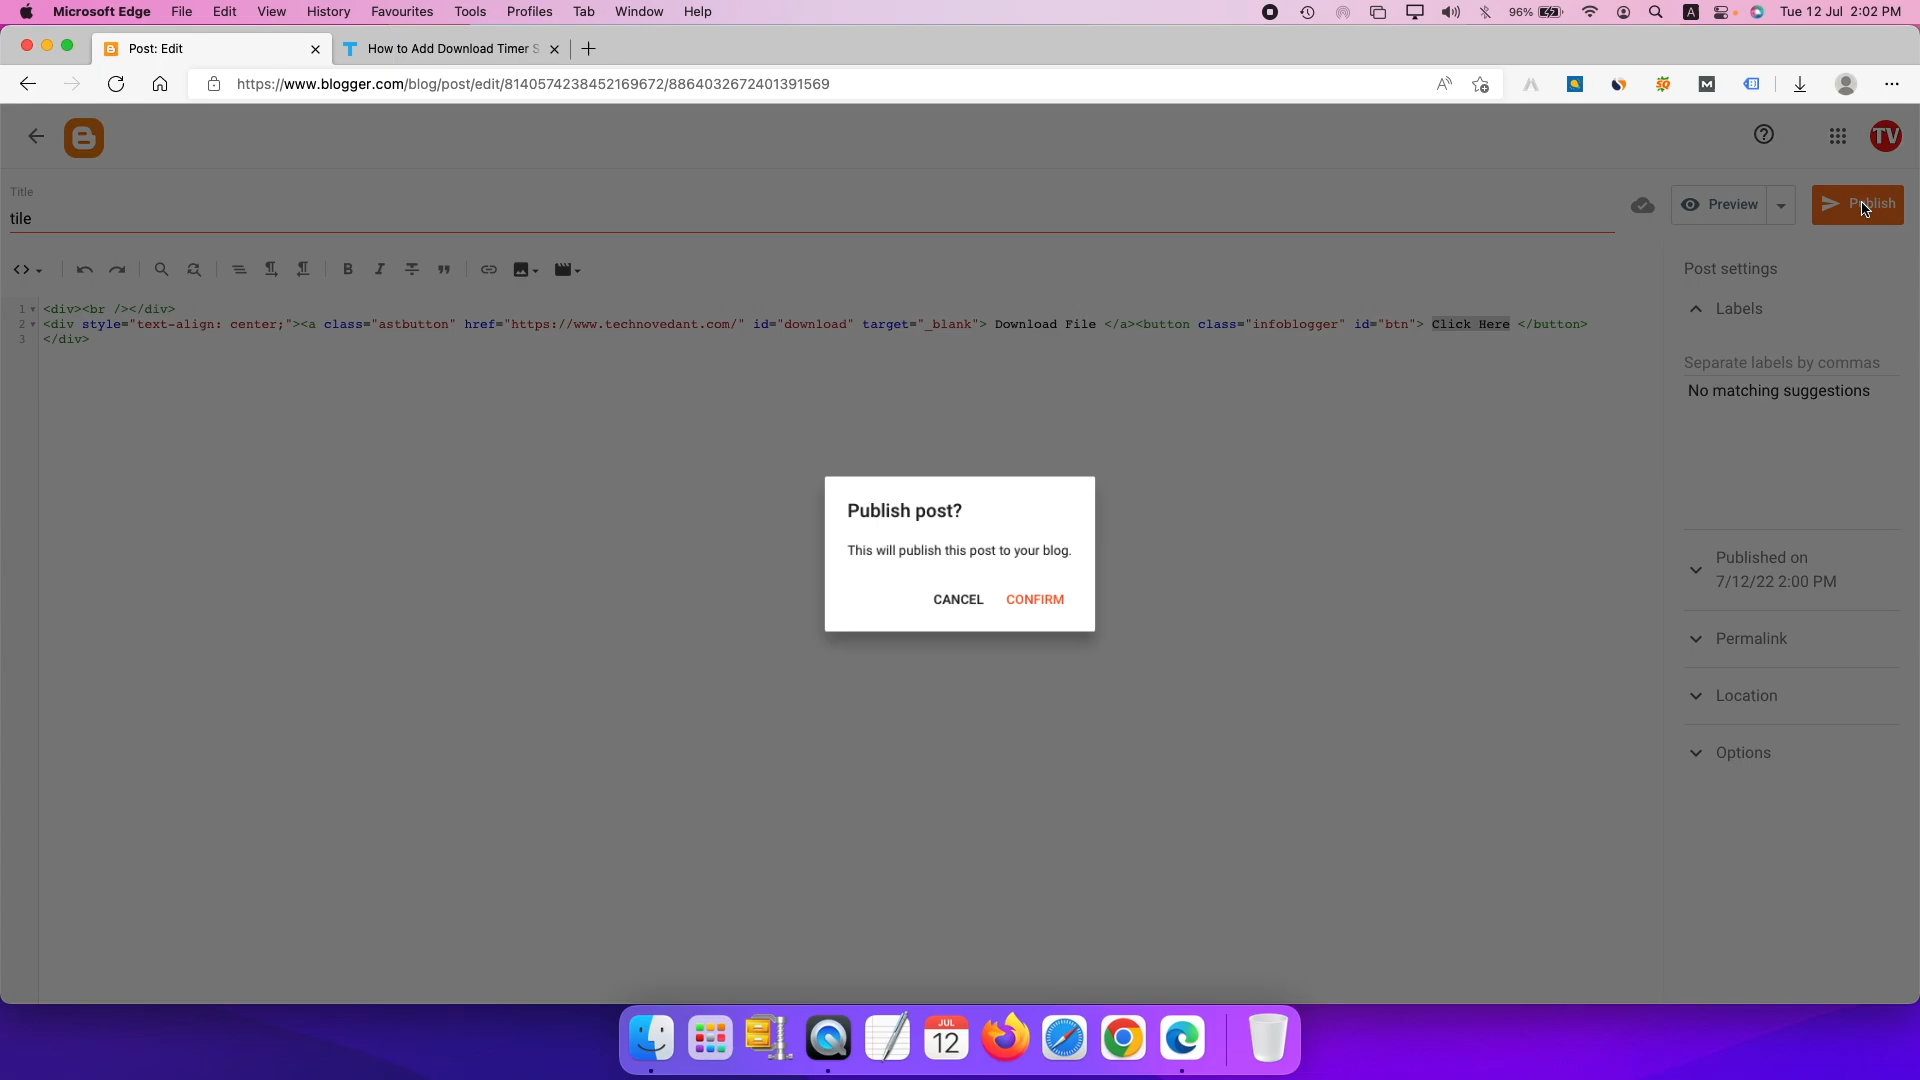 Microsoft Edge File Edit View History Favourites Tools Profiles Tab Window Help 96% A Tue 12 Jul 2:02 PM
Post: Edit How to Add Download Timer S
https://www.blogger.com/blog/post/edit/8140574238452169672/8864032672401391569
TV
Title
tile
Preview Publish
Post settings
1 <div><br /></div>
2 <div style="text-align: center;"><a class="astbutton" href="https://www.technovedant.com/" id="download" target="_blank"> Download File </a><button class="infoblogger" id="btn"> Click Here </button>
3 </div>
Labels
Separate labels by commas
No matching suggestions
Publish post?
This will publish this post to your blog.
CANCEL CONFIRM
Published on
7/12/22 2:00 PM
Permalink
Location
Options
JUL
12